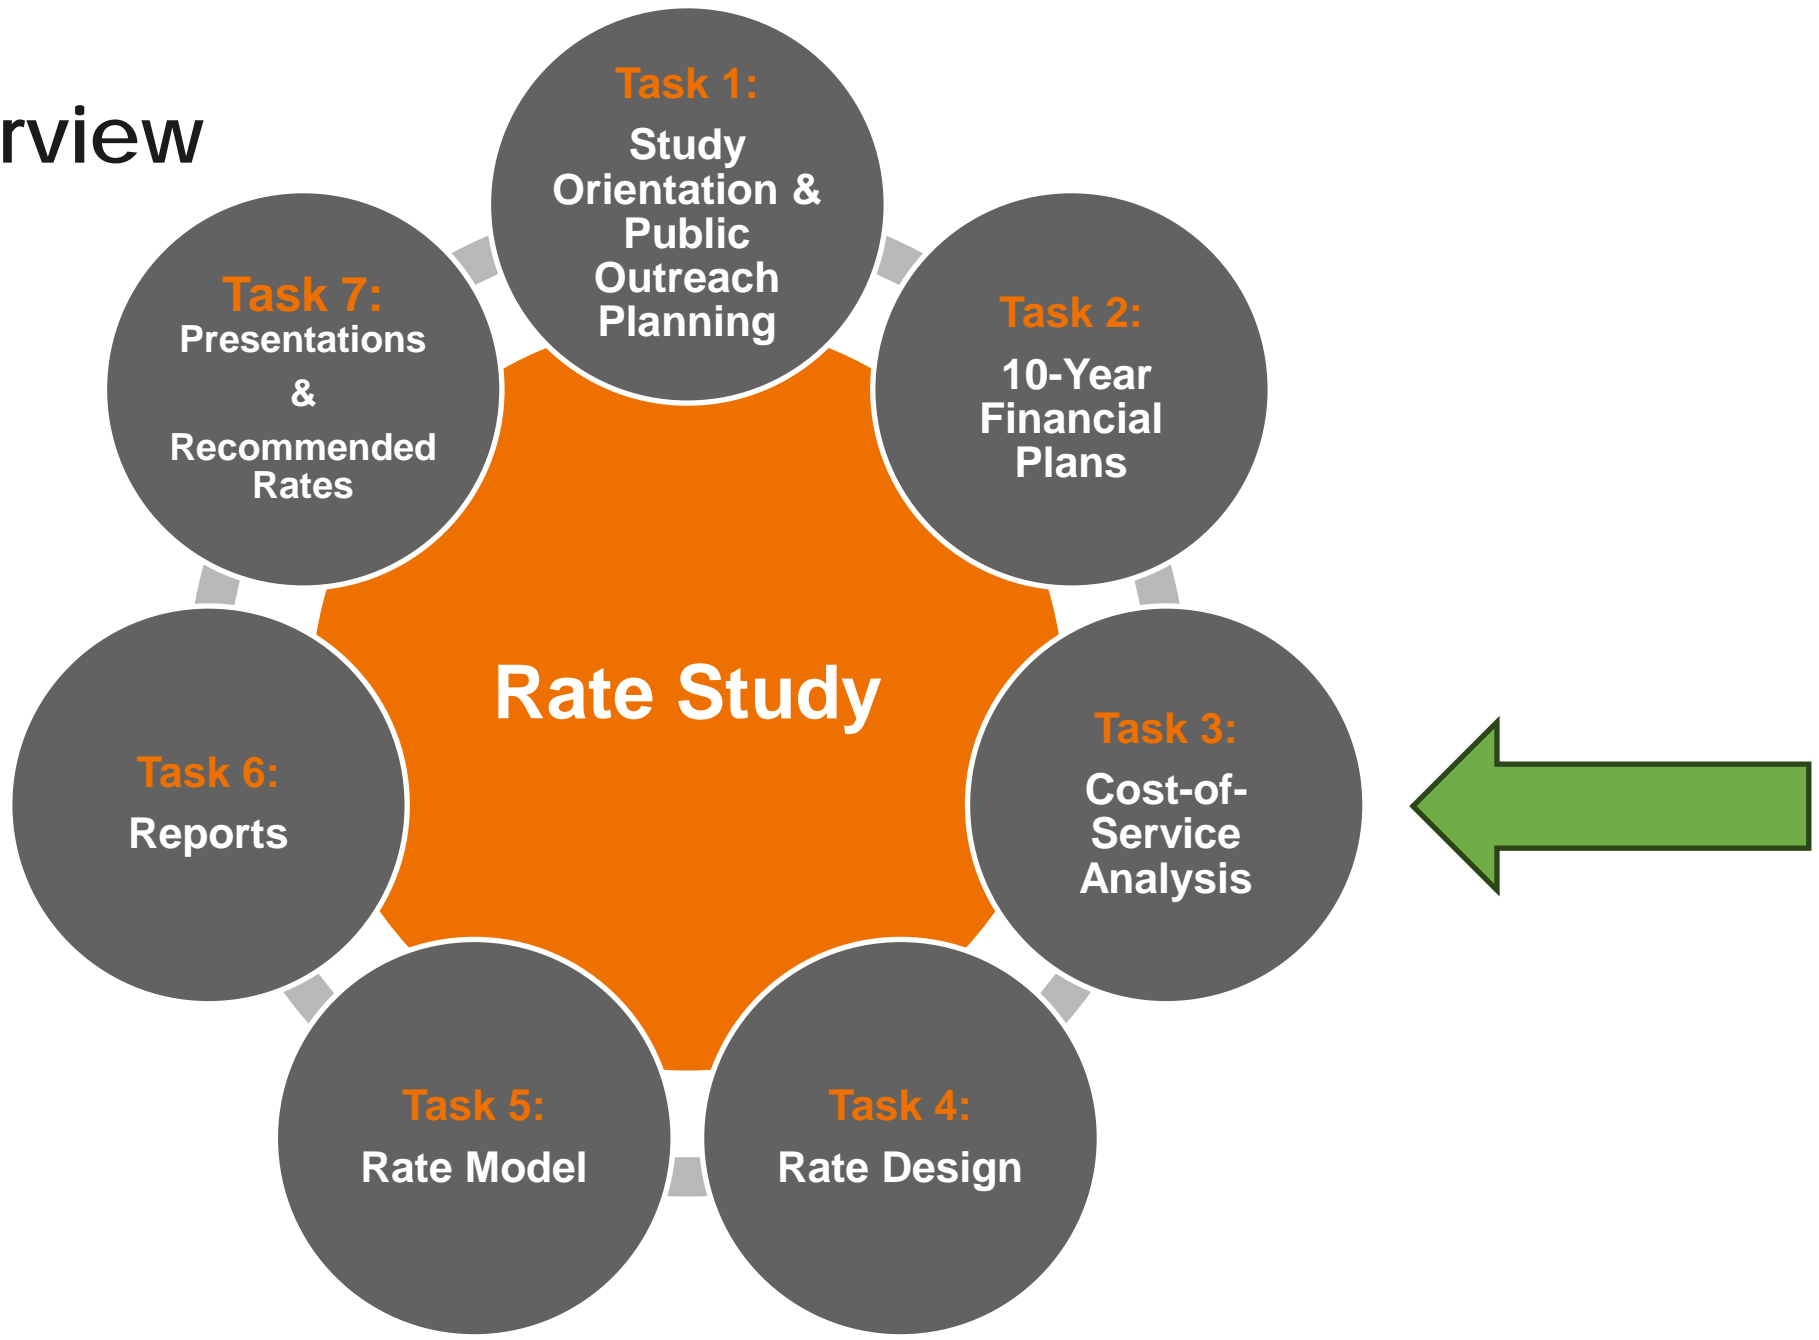 rview
Task 1:
Study
Orientation &
Public
Outreach
Planning
Task 2:
10-Year
Financial
Plans
Task 3:
Cost-of-
Service
Analysis
Task 4:
Rate Design
Task 5:
Rate Model
Task 6:
Reports
Task 7:
Presentations
&
Recommended
Rates
Rate Study